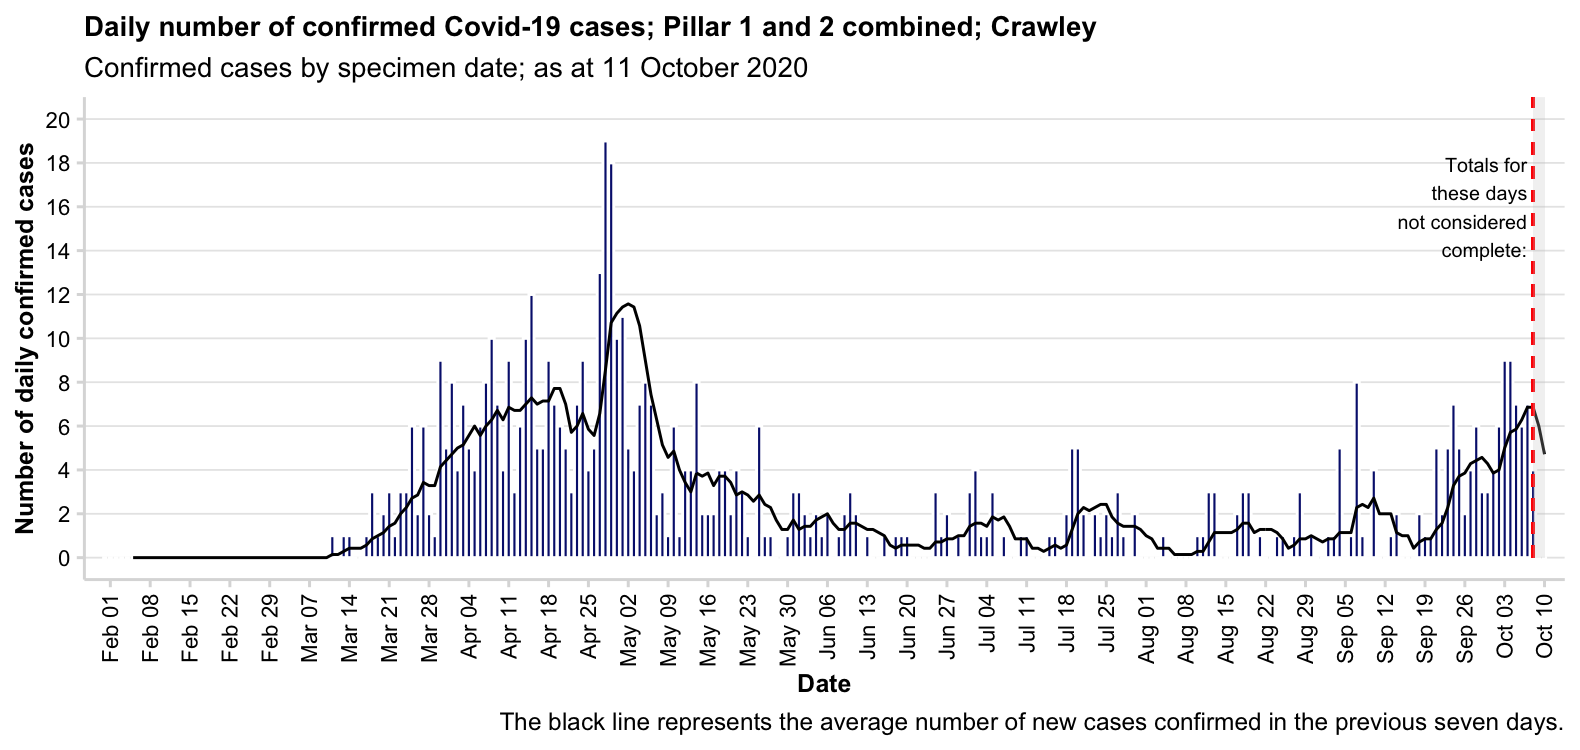 Daily number of confirmed Covid-19 cases; Pillar 1 and 2 combined; Crawley
Confirmed cases by specimen date; as at 11 October 2020
Number of daily confirmed cases
20
18
16
14
12
10
8
6
4
2
0
Totals for
these days
not considered
complete:
Feb 01
Feb 08
Feb 15
Feb 22
Feb 29
Mar 07
Mar 14
Mar 21
Mar 28
Apr 04
Apr 11
Apr 18
Apr 25
May 02
May 09
May 16
May 23
May 30
Jun 06
Jun 13
Jun 20
Jun 27
Jul 04
Jul 11
Jul 18
Jul 25
Aug 01
Aug 08
Aug 15
Aug 22
Aug 29
Sep 05
Sep 12
Sep 19
Sep 26
Oct 03
Oct 10
Date
The black line represents the average number of new cases confirmed in the previous seven days.